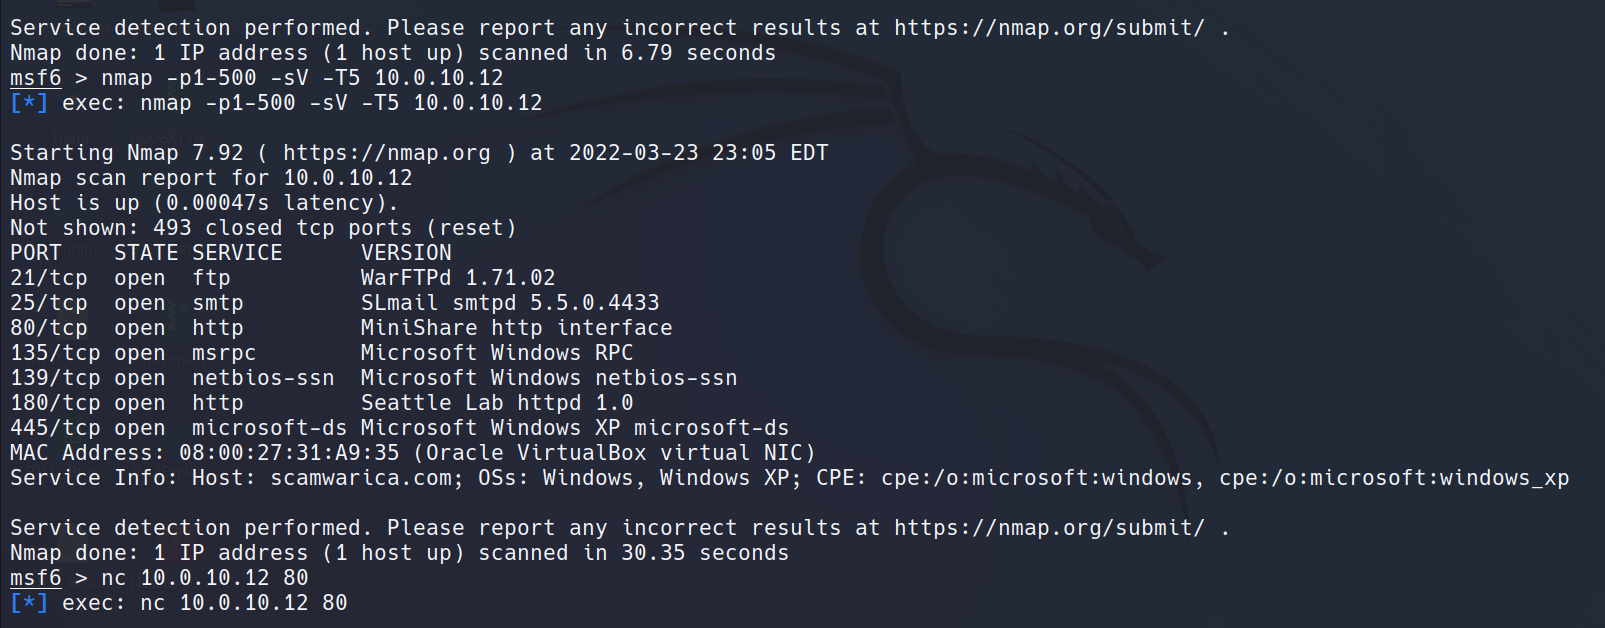 Service detection performed. Please report any incorrect results at https://nmap.org/submit/ .
Nmap done: 1 IP address (1 host up) scanned in 6.79 seconds
msf6 > nmap -p1-500 -sV -T5 10.0.10.12
[*] exec: nmap -p1-500 -sV -T5 10.0.10.12
Starting Nmap 7.92 ( https://nmap.org ) at 2022-03-23 23:05 EDT
Nmap scan report for 10.0.10.12
Host is up (0.00047s latency).
Not shown: 493 closed tcp ports (reset)
PORT    STATE SERVICE      VERSION
21/tcp  open  ftp          WarFTPd 1.71.02
25/tcp  open  smtp         SLmail smtpd 5.5.0.4433
80/tcp  open  http         MiniShare http interface
135/tcp open  msrpc        Microsoft Windows RPC
139/tcp open  netbios-ssn  Microsoft Windows netbios-ssn
180/tcp open  http         Seattle Lab httpd 1.0
445/tcp open  microsoft-ds Microsoft Windows XP microsoft-ds
MAC Address: 08:00:27:31:A9:35 (Oracle VirtualBox virtual NIC)
Service Info: Host: scamwarica.com; OSs: Windows, Windows XP; CPE: cpe:/o:microsoft:windows, cpe:/o:microsoft:windows_xp
Service detection performed. Please report any incorrect results at https://nmap.org/submit/ .
Nmap done: 1 IP address (1 host up) scanned in 30.35 seconds
msf6 > nc 10.0.10.12 80
[*] exec: nc 10.0.10.12 80